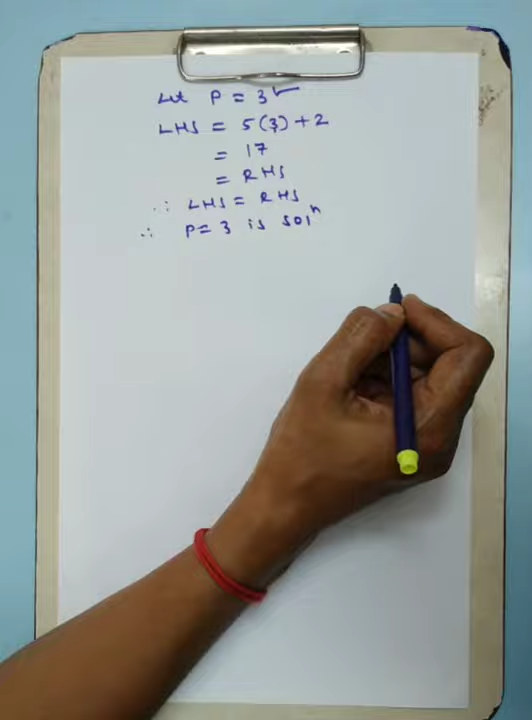 Let P = 3 ✓
LHS = 5(3) + 2
= 17
= RHS
∴ LHS = RHS
∴ P = 3 is solⁿ